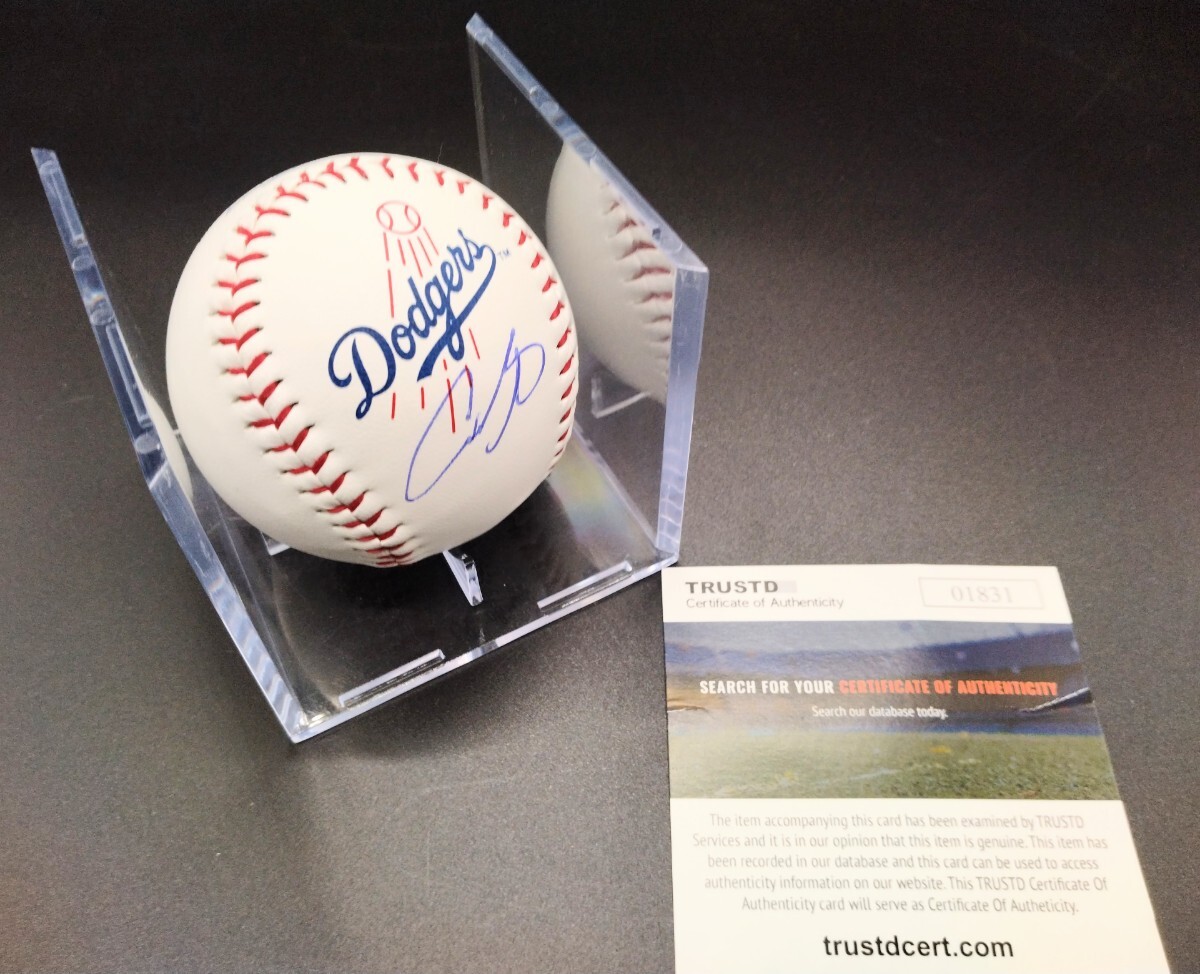 Dodgers™
TRUSTD
Certificate of Authenticity
01831
SEARCH FOR YOUR CERTIFICATE OF AUTHENTICITY
Search our database today.
The item accompanying this card has been examined by TRUSTD
Services and it is in our opinion that this item is genuine. This item has
been recorded in our database and this card can be used to access
authenticity information on our website. This TRUSTD Certificate Of
Authenticity card will serve as Certificate Of Autheticity.
trustdcert.com